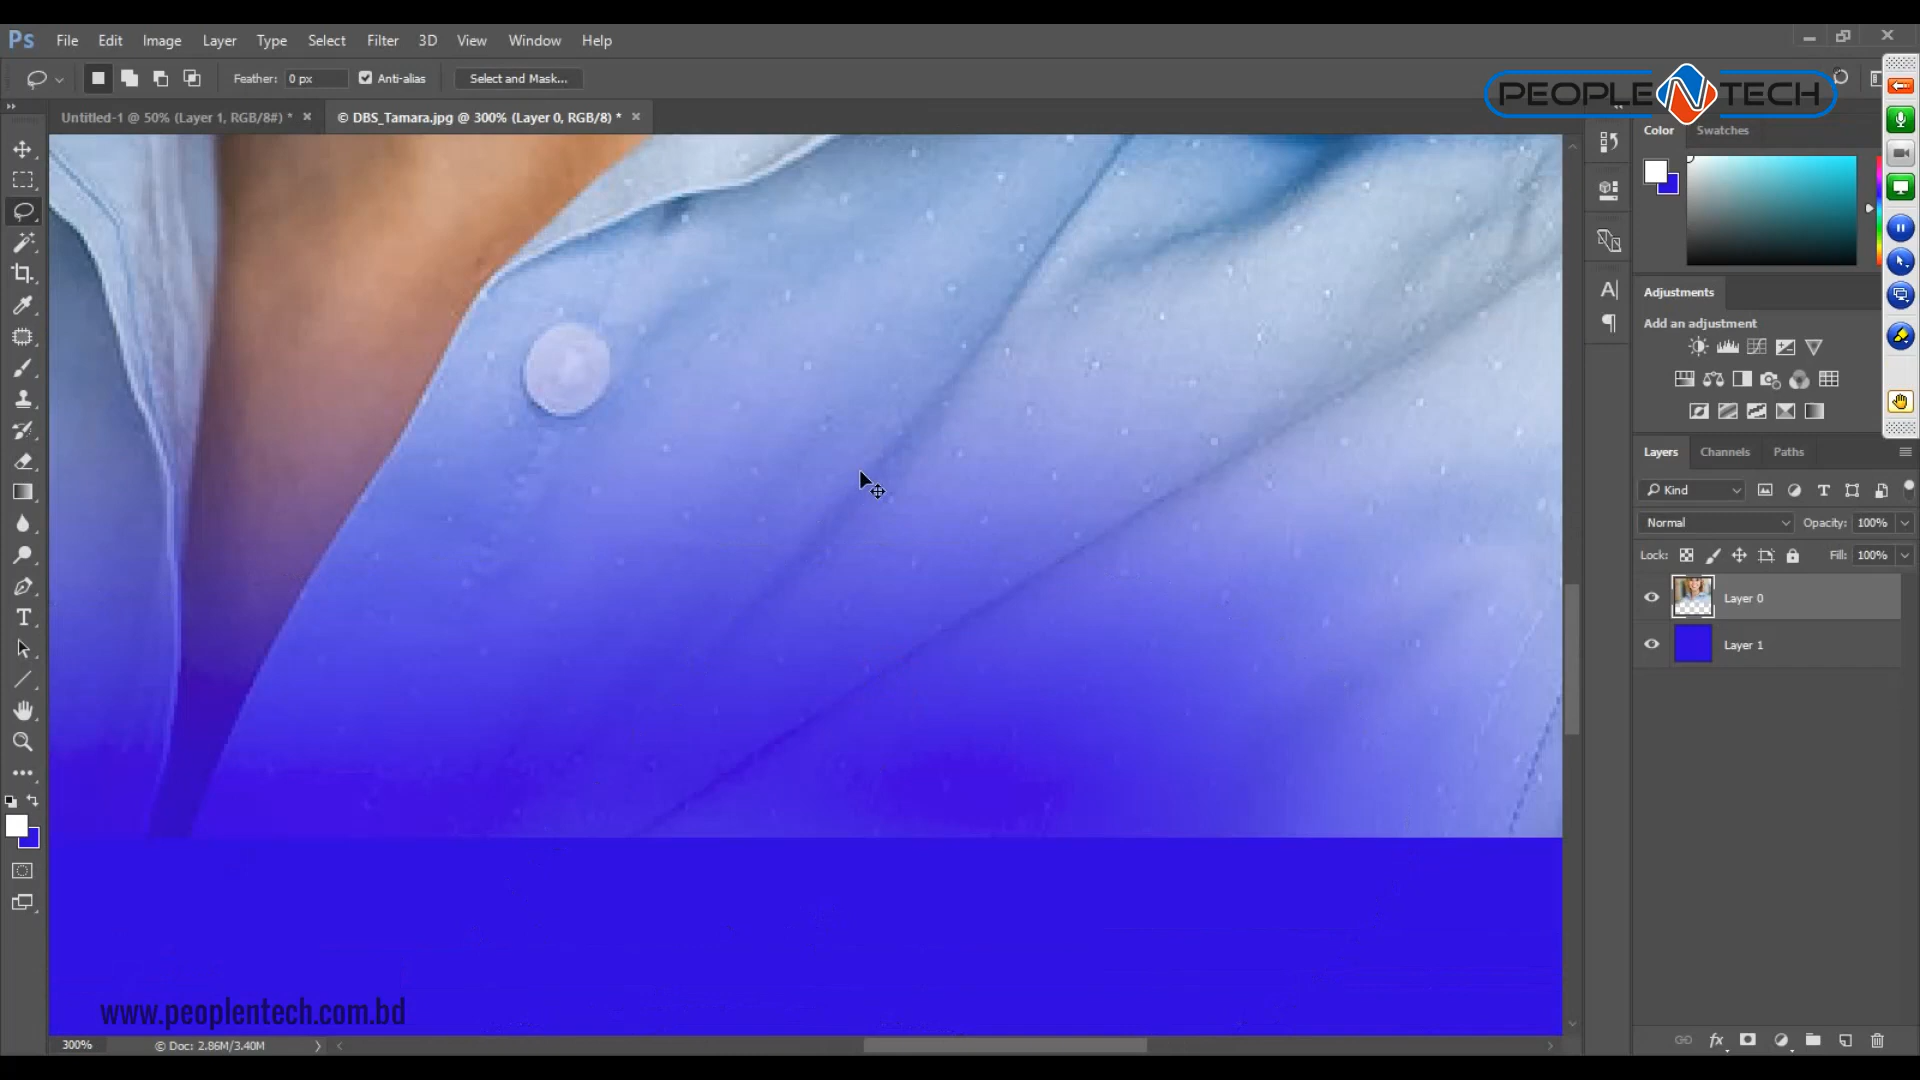 Ps File Edit Image Layer Type Select Filter 3D View Window Help
Feather: 0 px Anti-alias Select and Mask...
PEOPLE N TECH
Untitled-1 @ 50% (Layer 1, RGB/8#) * × © DBS_Tamara.jpg @ 300% (Layer 0, RGB/8) * ×
Color Swatches
Adjustments
Add an adjustment
Layers Channels Paths
Kind
Normal Opacity: 100%
Lock: Fill: 100%
Layer 0
Layer 1
www.peoplentech.com.bd
300% © Doc: 2.86M/3.40M